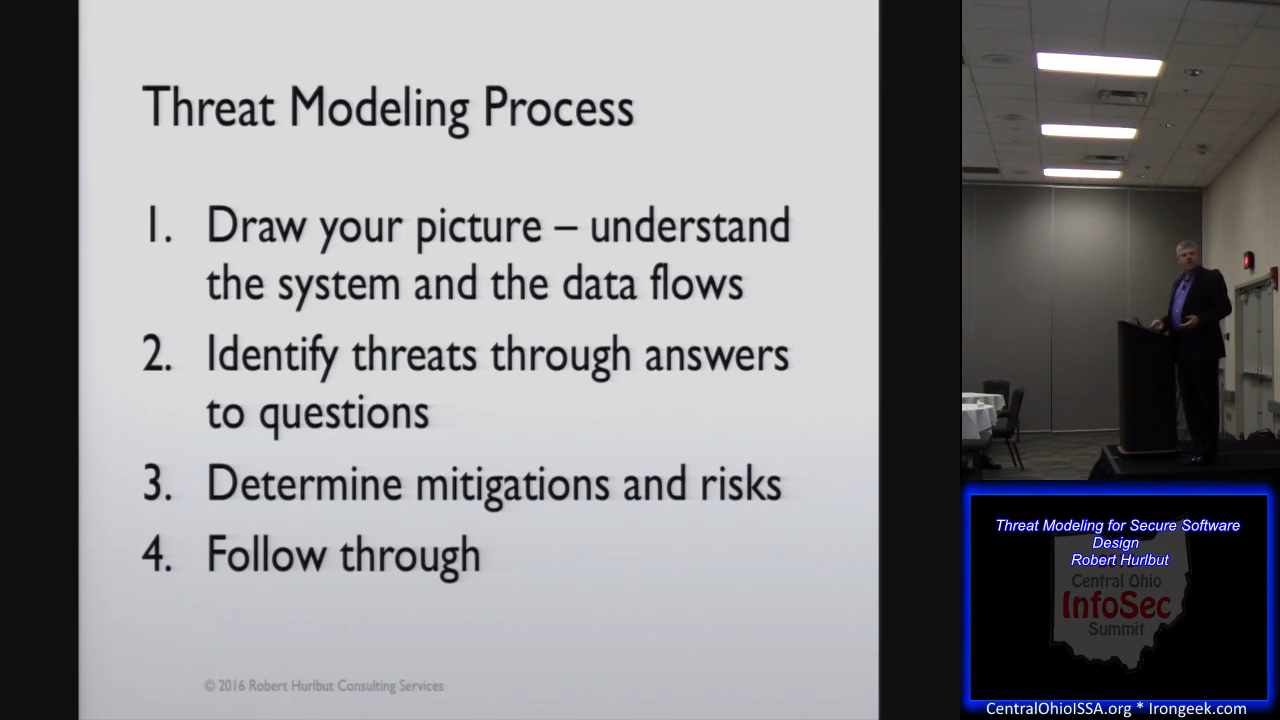 Threat Modeling Process
1. Draw your picture – understand
the system and the data flows
2. Identify threats through answers
to questions
3. Determine mitigations and risks
4. Follow through
© 2016 Robert Hurlbut Consulting Services
Threat Modeling for Secure Software
Design
Robert Hurlbut
Central Ohio
InfoSec
Summit
CentralOhioISSA.org * Irongeek.com